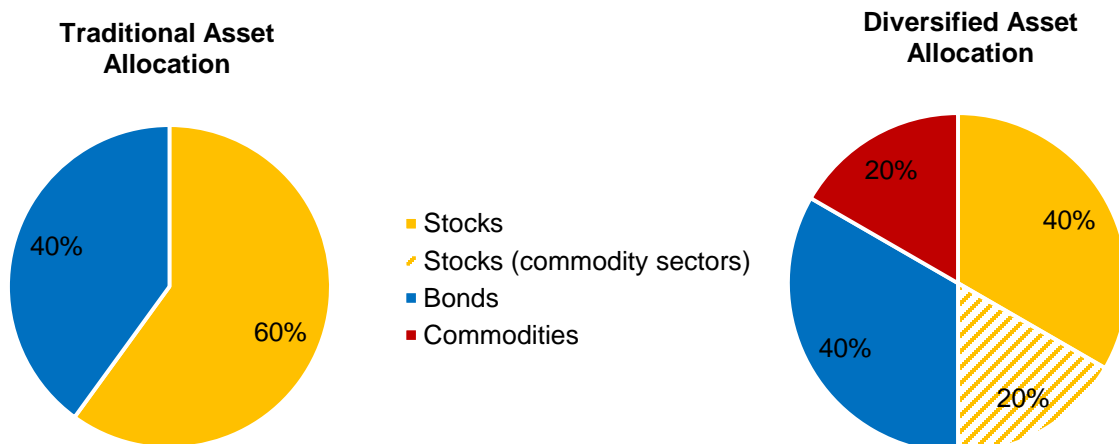 Traditional Asset
Allocation
40%
60%
Stocks
Stocks (commodity sectors)
Bonds
Commodities
Diversified Asset
Allocation
20%
40%
40%
20%